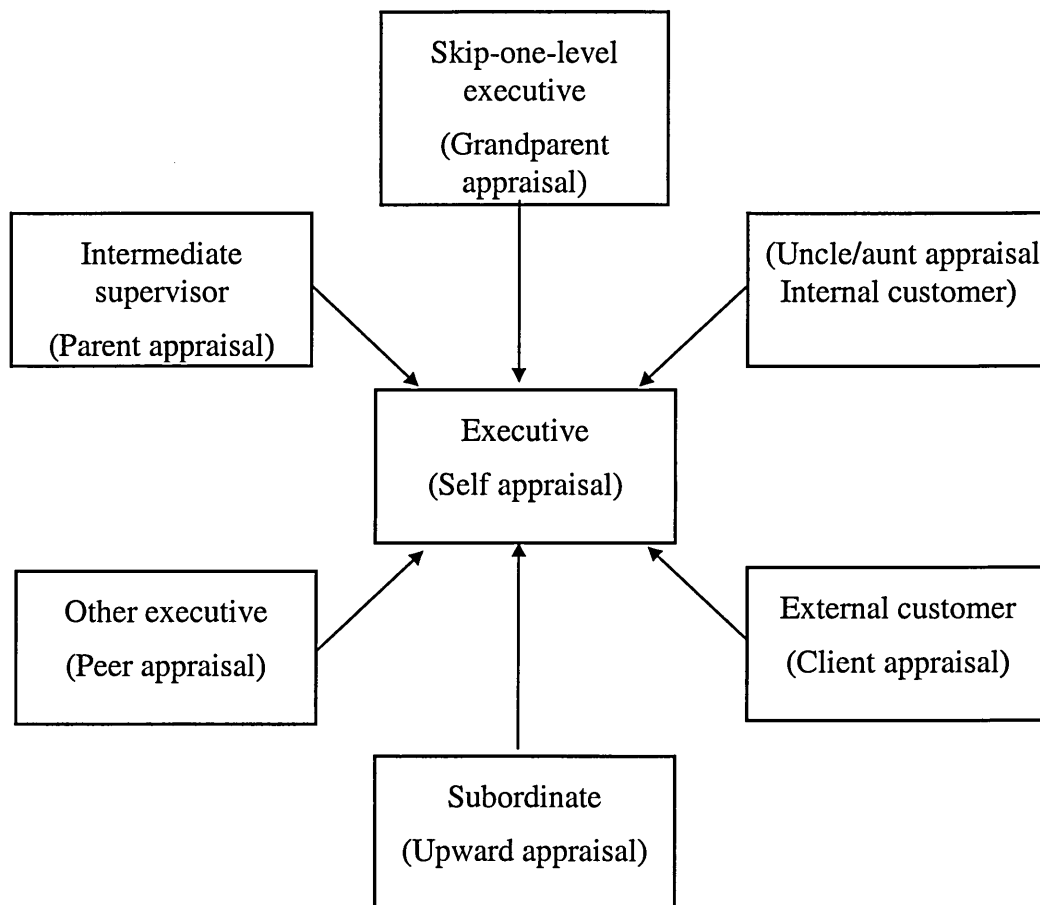 Skip-one-level
executive
(Grandparent
appraisal)
Intermediate
supervisor
(Parent appraisal)
(Uncle/aunt appraisal
Internal customer)
Executive
(Self appraisal)
Other executive
(Peer appraisal)
External customer
(Client appraisal)
Subordinate
(Upward appraisal)